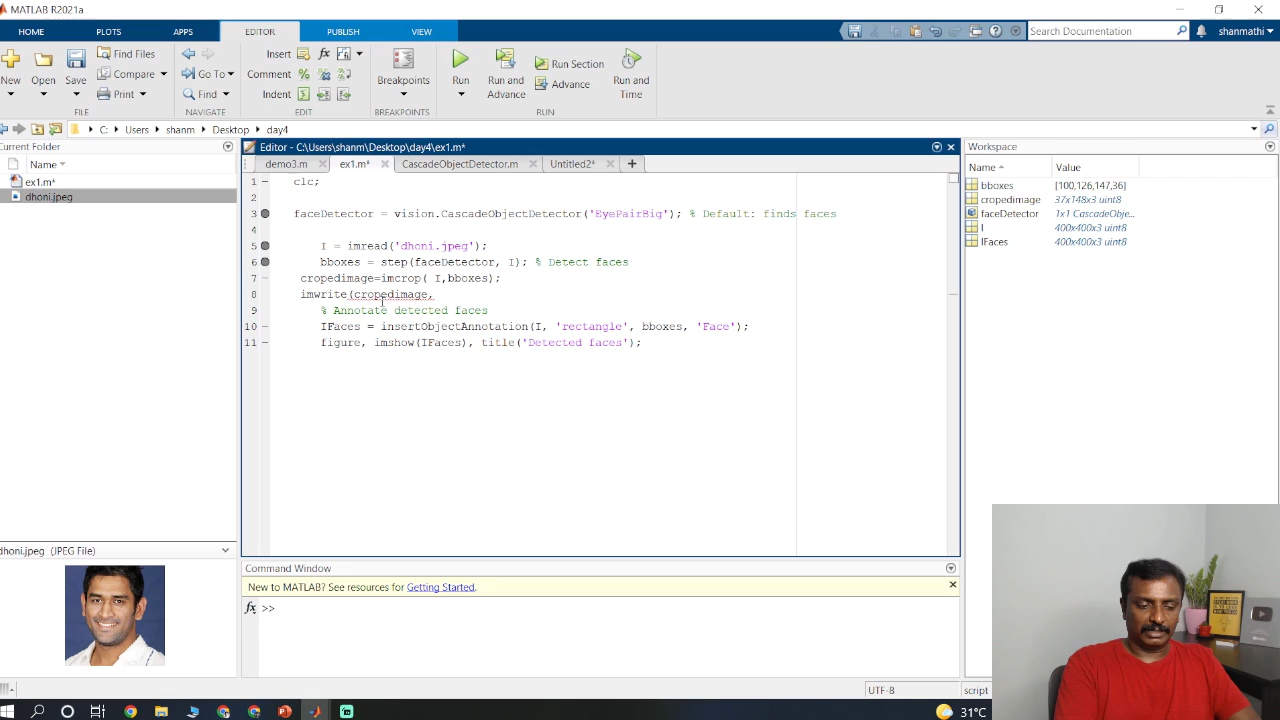 MATLAB R2021a
HOME PLOTS APPS EDITOR PUBLISH VIEW Search Documentation shanmathi
New Open Save Find Files Compare Print Go To Find Insert Comment Indent Breakpoints Run Run and Advance Run Section Advance Run and Time
FILE NAVIGATE EDIT BREAKPOINTS RUN
C: Users shanm Desktop day4
Current Folder
Name
ex1.m*
dhoni.jpeg
dhoni.jpeg (JPEG File)
Editor - C:\Users\shanm\Desktop\day4\ex1.m*
demo3.m ex1.m* CascadeObjectDetector.m Untitled2*
1 clc;
2
3 faceDetector = vision.CascadeObjectDetector('EyePairBig'); % Default: finds faces
4
5 I = imread('dhoni.jpeg');
6 bboxes = step(faceDetector, I); % Detect faces
7 cropedimage=imcrop( I,bboxes);
8 imwrite(cropedimage,
9 % Annotate detected faces
10 IFaces = insertObjectAnnotation(I, 'rectangle', bboxes, 'Face');
11 figure, imshow(IFaces), title('Detected faces');
Command Window
New to MATLAB? See resources for Getting Started.
fx >>
Workspace
Name Value
bboxes [100,126,147,36]
cropedimage 37x148x3 uint8
faceDetector 1x1 CascadeObje...
I 400x400x3 uint8
IFaces 400x400x3 uint8
UTF-8 script
31°C